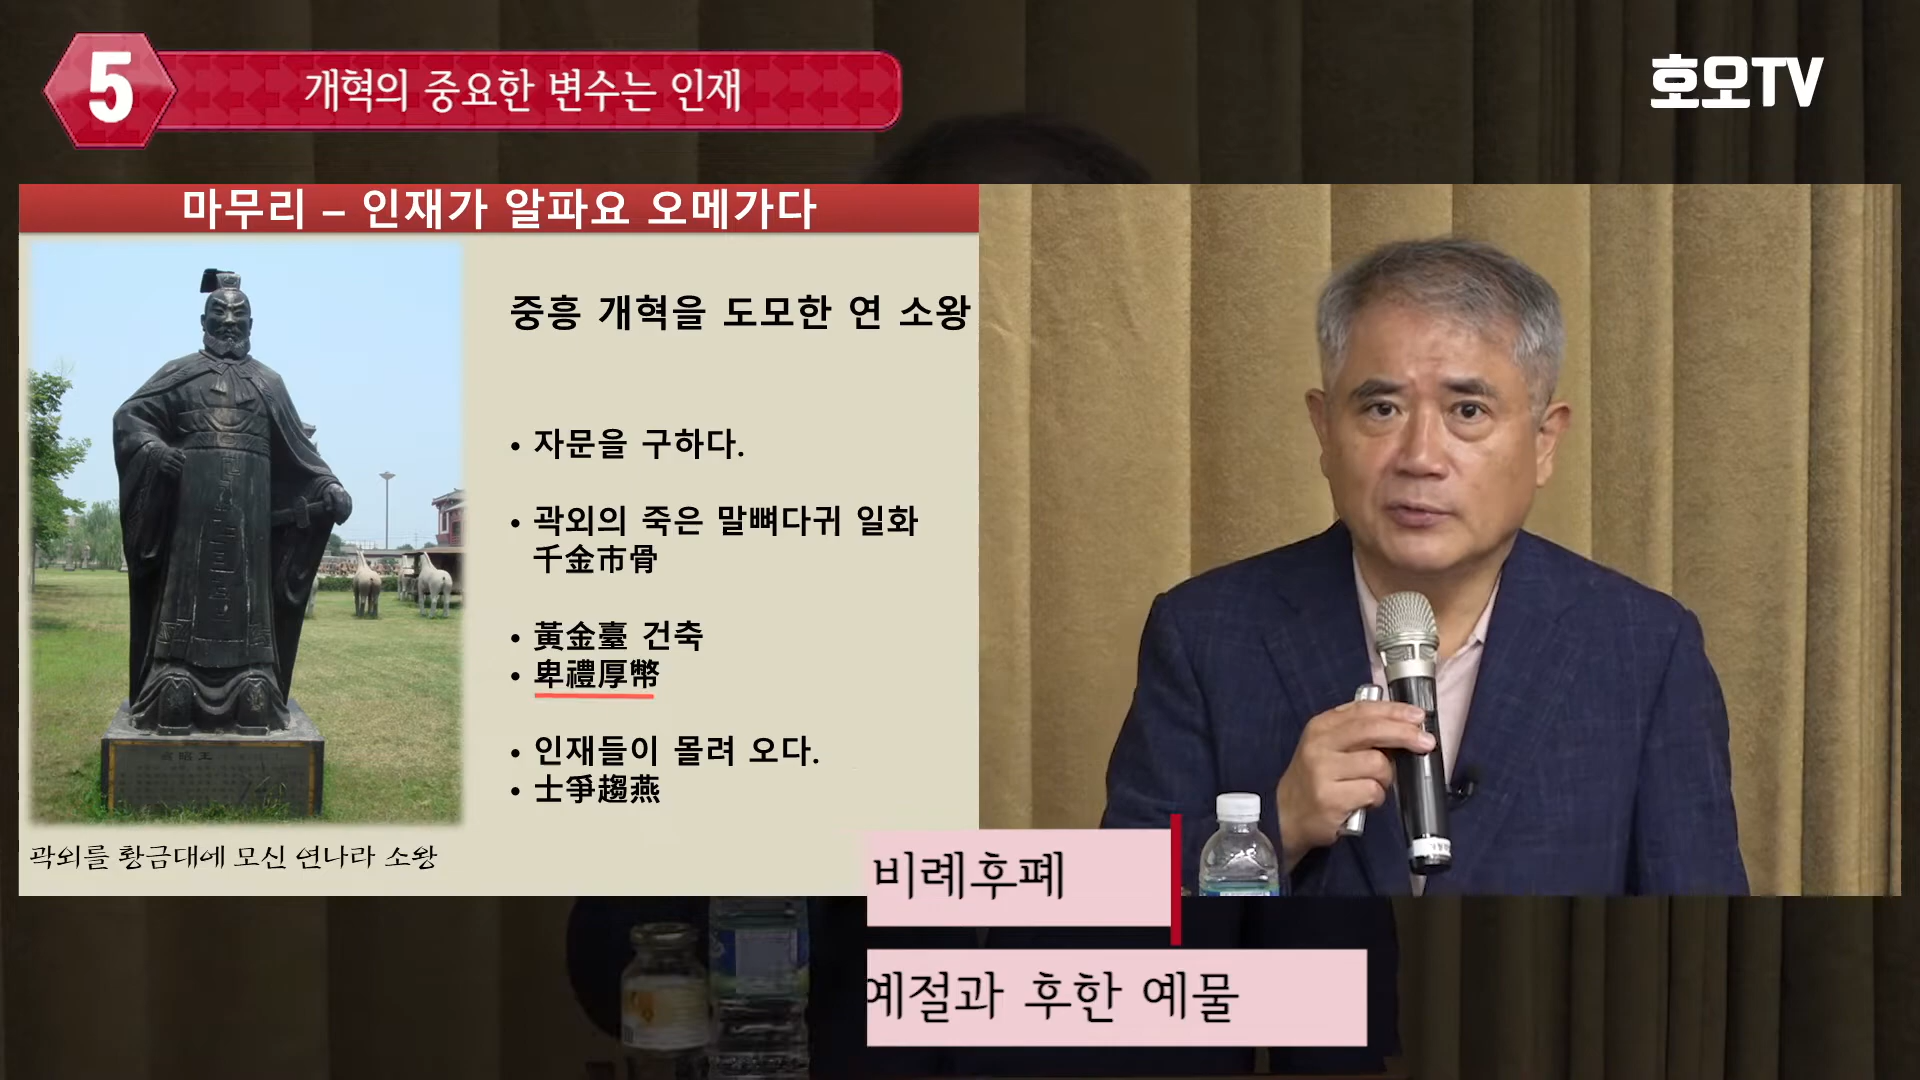 5
개혁의 중요한 변수는 인재
호오TV
마무리 – 인재가 알파요 오메가다
중흥 개혁을 도모한 연 소왕
• 자문을 구하다.
• 곽외의 죽은 말뼈다귀 일화
千金市骨
• 黃金臺 건축
• 卑禮厚幣
• 인재들이 몰려 오다.
• 士爭趨燕
곽외를 황금대에 모신 연나라 소왕
비례후폐
예절과 후한 예물